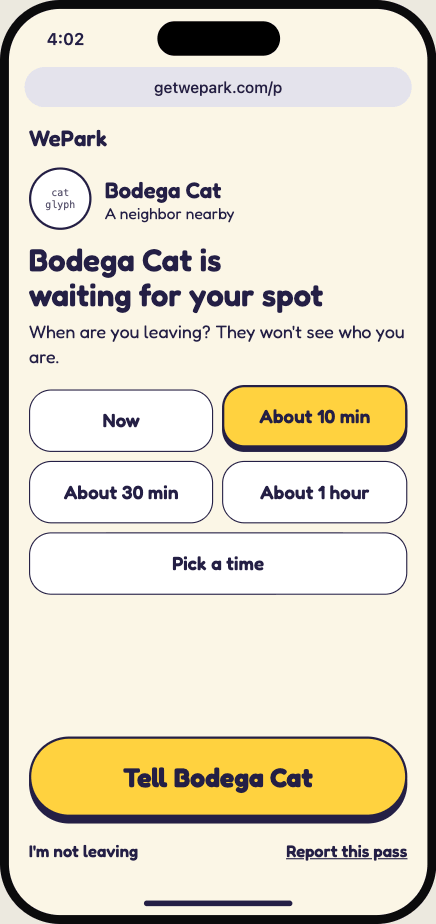 4:02
getwepark.com/p
WePark
cat
glyph
Bodega Cat
A neighbor nearby
Bodega Cat is
waiting for your spot
When are you leaving? They won't see who you
are.
Now
About 10 min
About 30 min
About 1 hour
Pick a time
Tell Bodega Cat
I'm not leaving
Report this pass